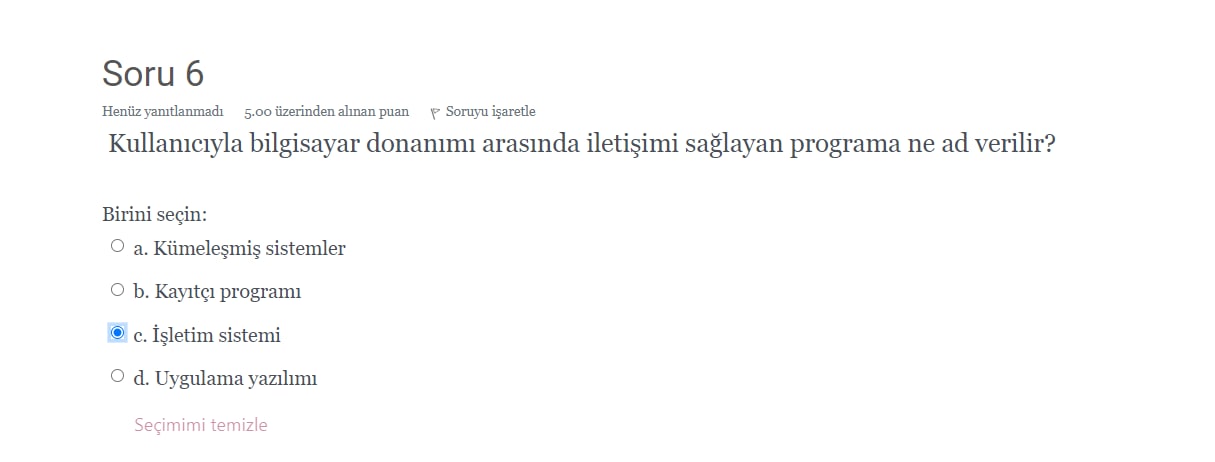 Soru 6
Henüz yanıtlanmadı 5.00 üzerinden alınan puan Soruyu işaretle
Kullanıcıyla bilgisayar donanımı arasında iletişimi sağlayan programa ne ad verilir?
Birini seçin:
a. Kümeleşmiş sistemler
b. Kayıtçı programı
c. İşletim sistemi
d. Uygulama yazılımı
Seçimimi temizle